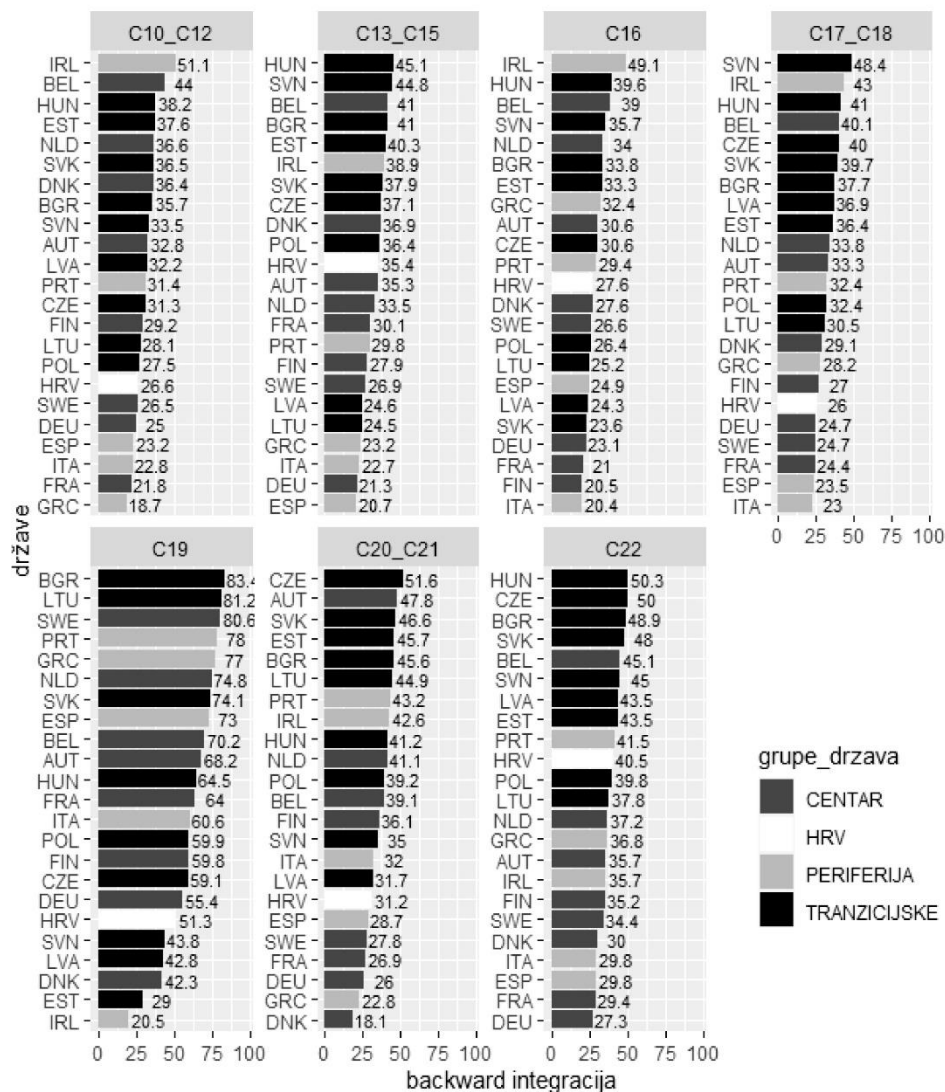 C10_C12
IRL 51.1
BEL 44
HUN 38.2
EST 37.6
NLD 36.6
SVK 36.5
DNK 36.4
BGR 35.7
SVN 33.5
AUT 32.8
LVA 32.2
PRT 31.4
CZE 31.3
FIN 29.2
LTU 28.1
POL 27.5
HRV 26.6
SWE 26.5
DEU 25
ESP 23.2
ITA 22.8
FRA 21.8
GRC 18.7
C13_C15
HUN 45.1
SVN 44.8
BEL 41
BGR 41
EST 40.3
IRL 38.9
SVK 37.9
CZE 37.1
DNK 36.9
POL 36.4
HRV 35.4
AUT 35.3
NLD 33.5
FRA 30.1
PRT 29.8
FIN 27.9
SWE 26.9
LVA 24.6
LTU 24.5
GRC 23.2
ITA 22.7
DEU 21.3
ESP 20.7
C16
IRL 49.1
HUN 39.6
BEL 39
SVN 35.7
NLD 34
BGR 33.8
EST 33.3
GRC 32.4
AUT 30.6
CZE 30.6
PRT 29.4
HRV 27.6
DNK 27.6
SWE 26.6
POL 26.4
LTU 25.2
ESP 24.9
LVA 24.3
SVK 23.6
DEU 23.1
FRA 21
FIN 20.5
ITA 20.4
C17_C18
SVN 48.4
IRL 43
HUN 41
BEL 40.1
CZE 40
SVK 39.7
BGR 37.7
LVA 36.9
EST 36.4
NLD 33.8
AUT 33.3
PRT 32.4
POL 32.4
LTU 30.5
DNK 29.1
GRC 28.2
FIN 27
HRV 26
DEU 24.7
SWE 24.7
FRA 24.4
ESP 23.5
ITA 23
0 25 50 75 100
države
C19
BGR 83.4
LTU 81.2
SWE 80.6
PRT 78
GRC 77
NLD 74.8
SVK 74.1
ESP 73
BEL 70.2
AUT 68.2
HUN 64.5
FRA 64
ITA 60.6
POL 59.9
FIN 59.8
CZE 59.1
DEU 55.4
HRV 51.3
SVN 43.8
LVA 42.8
DNK 42.3
EST 29
IRL 20.5
0 25 50 75 100
C20_C21
CZE 51.6
AUT 47.8
SVK 46.6
EST 45.7
BGR 45.6
LTU 44.9
PRT 43.2
IRL 42.6
HUN 41.2
NLD 41.1
POL 39.2
BEL 39.1
FIN 36.1
SVN 35
ITA 32
LVA 31.7
HRV 31.2
ESP 28.7
SWE 27.8
FRA 26.9
DEU 26
GRC 22.8
DNK 18.1
0 25 50 75 100
C22
HUN 50.3
CZE 50
BGR 48.9
SVK 48
BEL 45.1
SVN 45
LVA 43.5
EST 43.5
PRT 41.5
HRV 40.5
POL 39.8
LTU 37.8
NLD 37.2
GRC 36.8
AUT 35.7
IRL 35.7
FIN 35.2
SWE 34.4
DNK 30
ITA 29.8
ESP 29.8
FRA 29.4
DEU 27.3
0 25 50 75 100
backward integracija
grupe_drzava
CENTAR
HRV
PERIFERIJA
TRANZICIJSKE